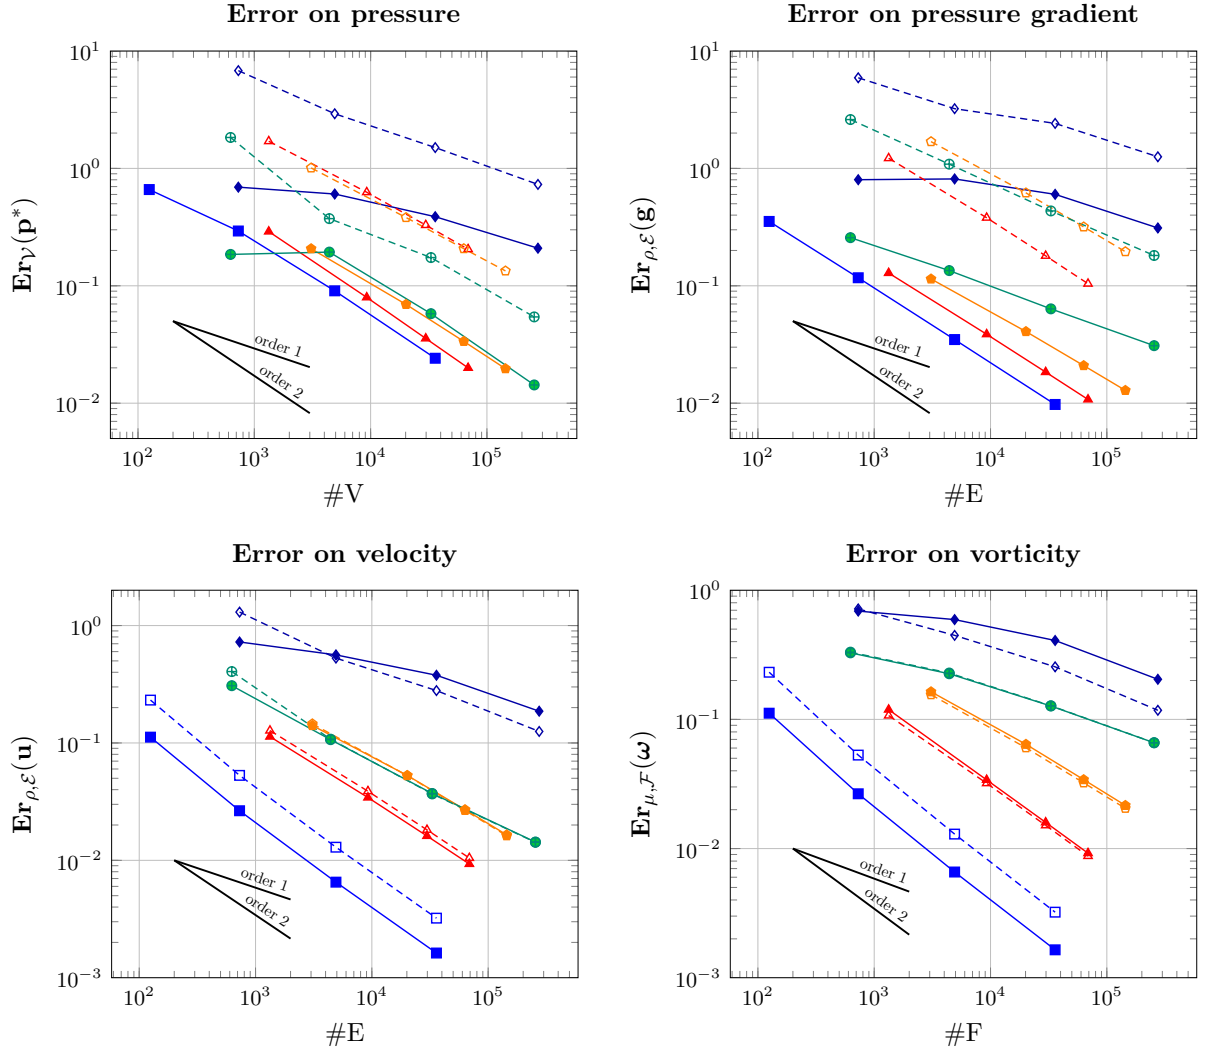 Error on pressure
10^1
10^0
10^-1
10^-2
Er_V(p*)
order 1
order 2
10^2 10^3 10^4 10^5
#V
Error on pressure gradient
10^1
10^0
10^-1
10^-2
Er_ρ,E(g)
order 1
order 2
10^2 10^3 10^4 10^5
#E
Error on velocity
10^0
10^-1
10^-2
10^-3
Er_ρ,E(u)
order 1
order 2
10^2 10^3 10^4 10^5
#E
Error on vorticity
10^0
10^-1
10^-2
10^-3
Er_μ,F(ω)
order 1
order 2
10^2 10^3 10^4 10^5
#F